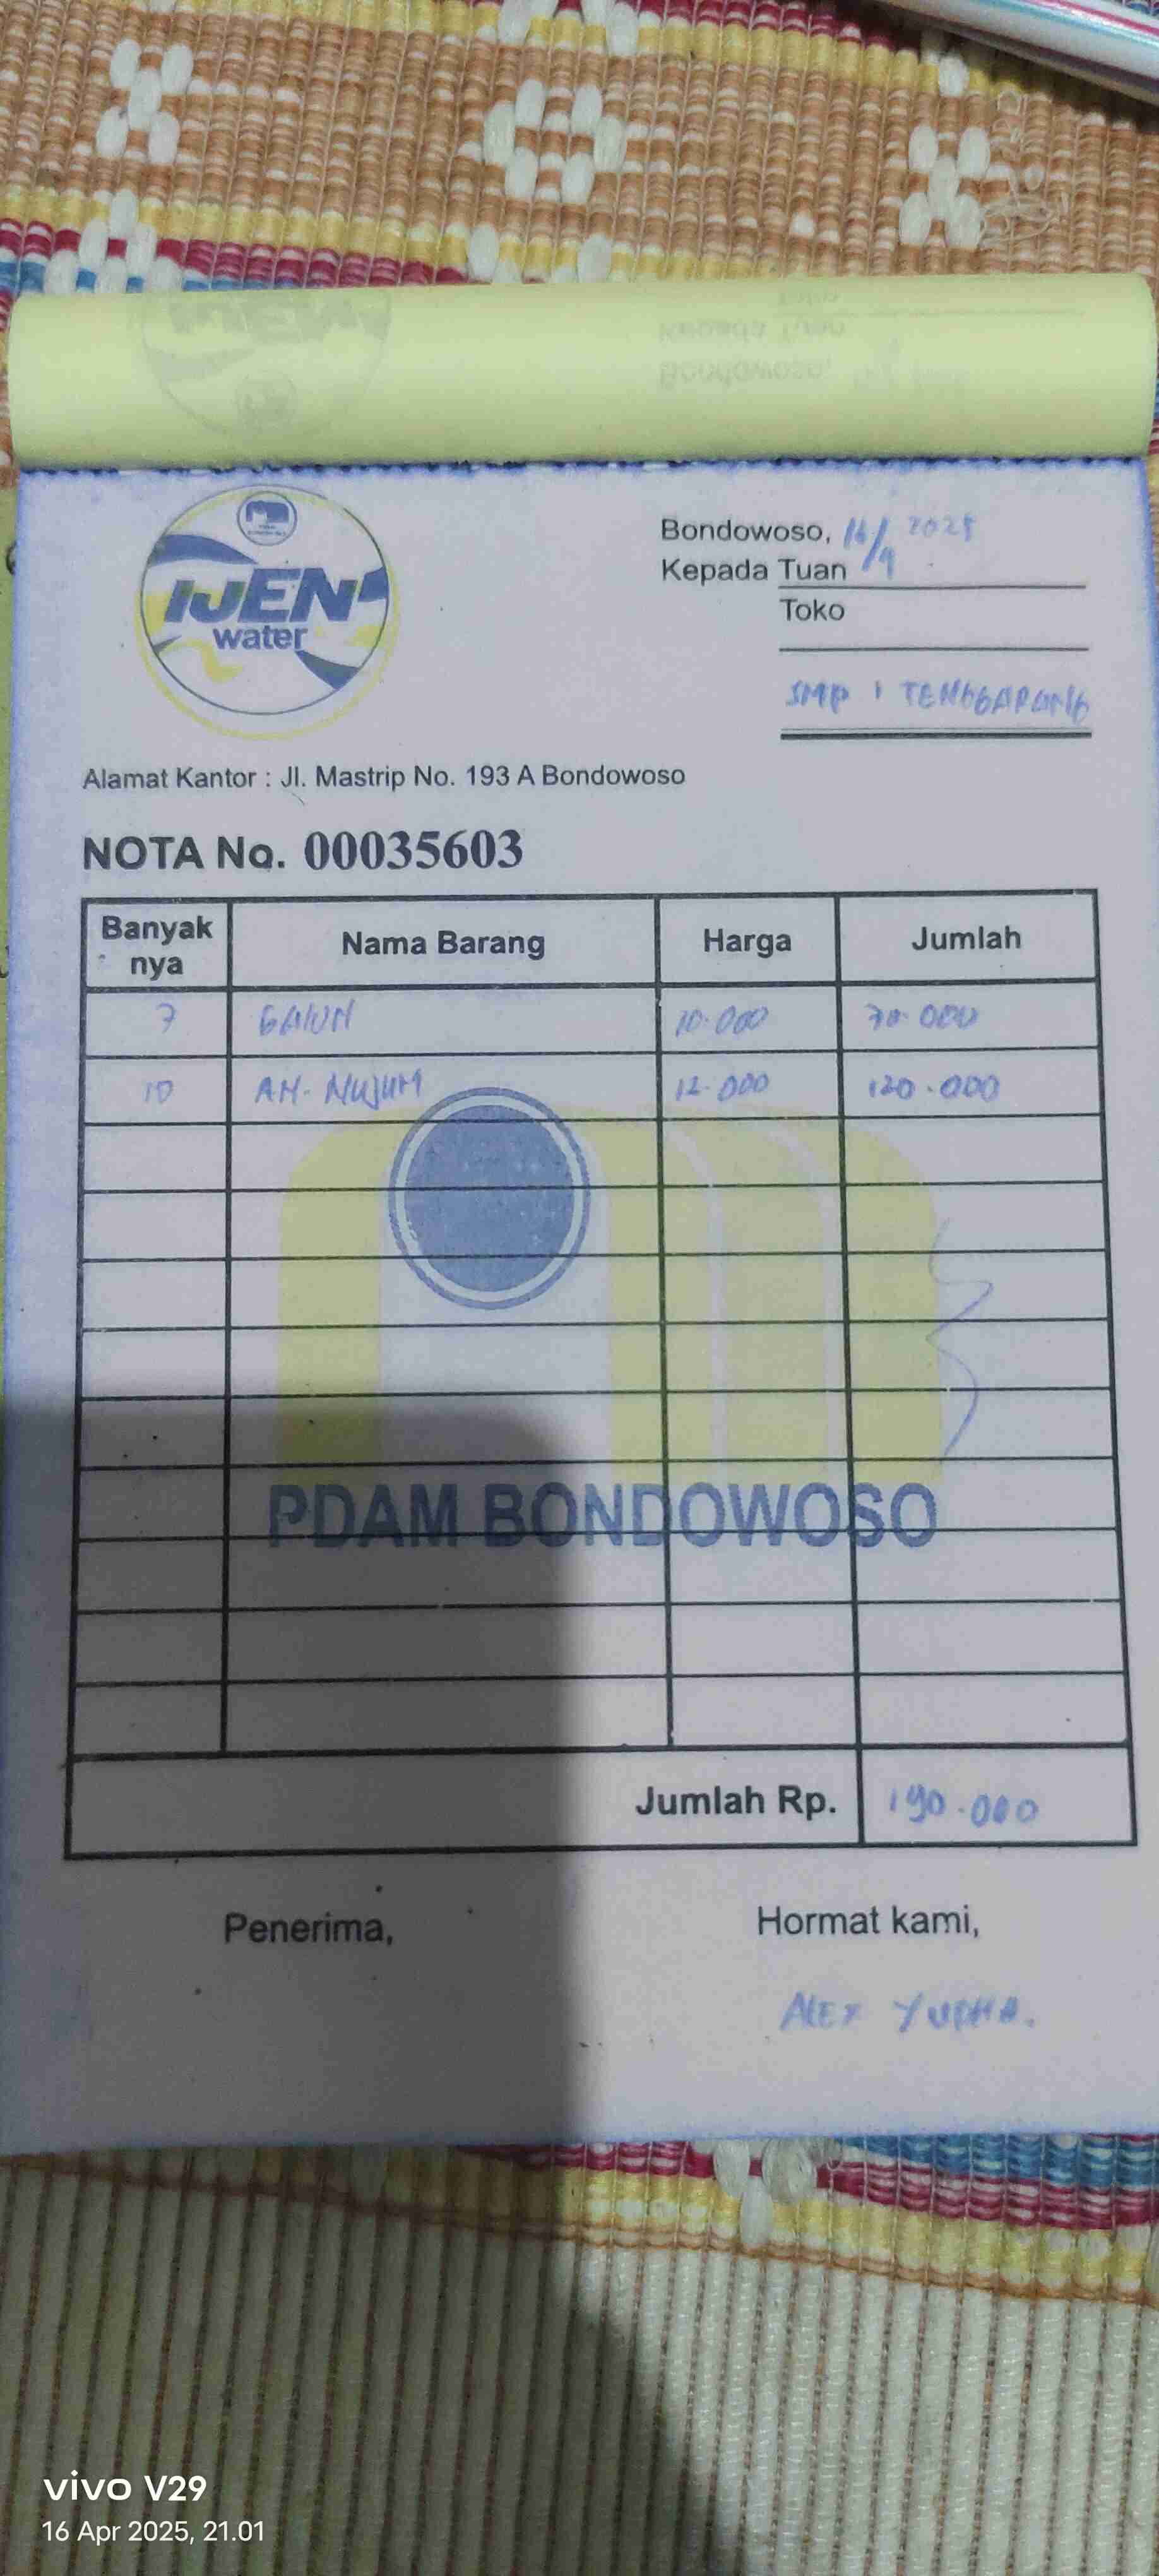 IJEN
water
Bondowoso, 16/4 2025
Kepada Tuan
Toko
SMP 1 TENGGARANG
Alamat Kantor : Jl. Mastrip No. 193 A Bondowoso
NOTA No. 00035603
Banyak nya Nama Barang Harga Jumlah
7 GALON 10.000 70.000
10 AN-NUJUM 12.000 120.000
PDAM BONDOWOSO
Jumlah Rp. 190.000
Penerima, Hormat kami,
ALEX YUDHA.
vivo V29
16 Apr 2025, 21.01